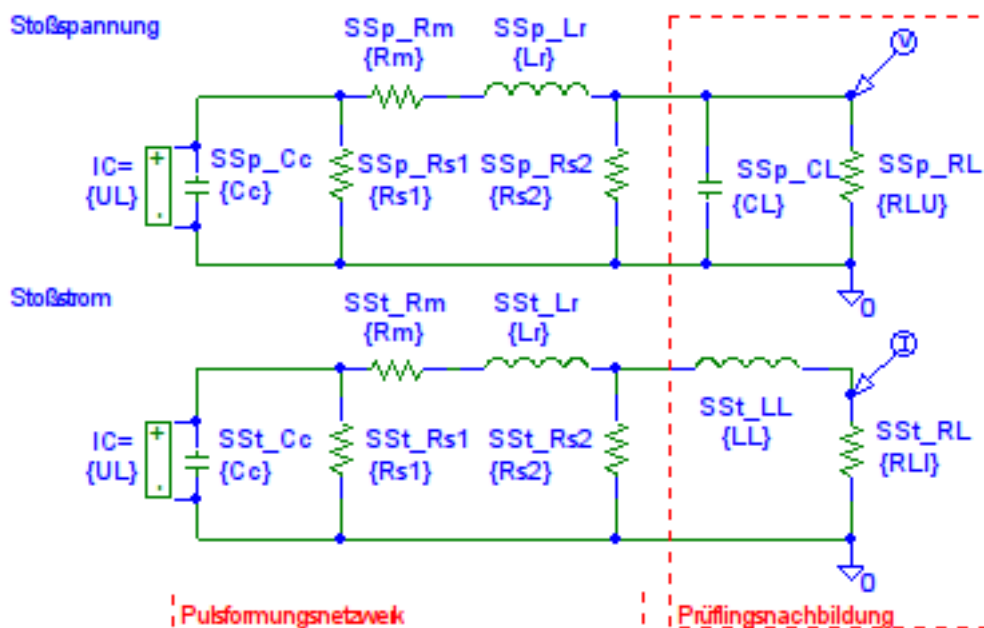 Stoßspannung
SSp_Rm
{Rm}
SSp_Lr
{Lr}
V
IC=
{UL}
+
-
SSp_Cc
{Cc}
SSp_Rs1
{Rs1}
SSp_Rs2
{Rs2}
SSp_CL
{CL}
SSp_RL
{RLU}
0
Stoßstrom
SSt_Rm
{Rm}
SSt_Lr
{Lr}
I
IC=
{UL}
+
-
SSt_Cc
{Cc}
SSt_Rs1
{Rs1}
SSt_Rs2
{Rs2}
SSt_LL
{LL}
SSt_RL
{RLI}
0
Pulsformungsnetzwerk
Prüflingsnachbildung